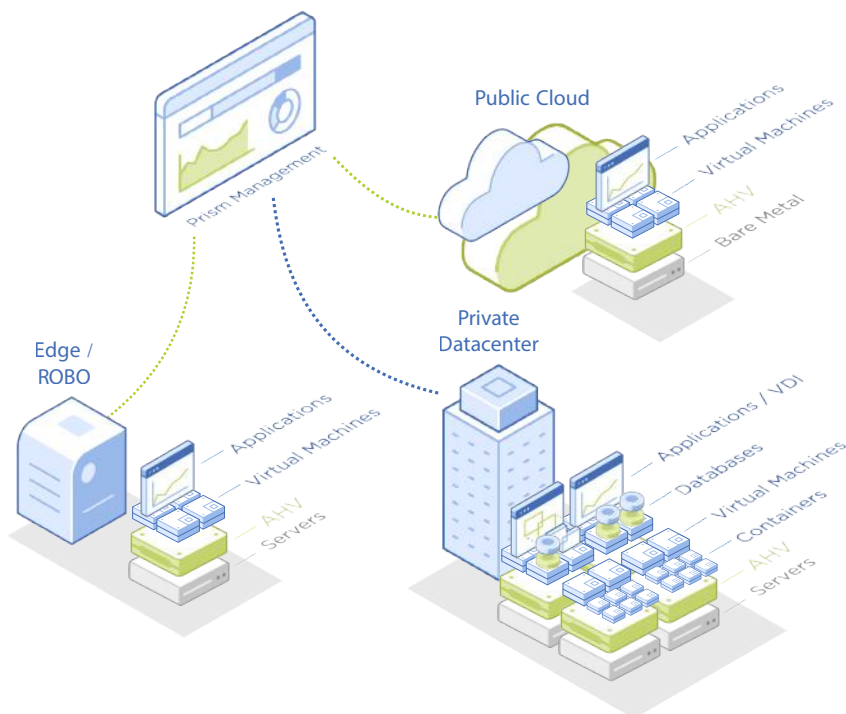 Prism Management
Public Cloud
Applications
Virtual Machines
AHV
Bare Metal
Edge /
ROBO
Applications
Virtual Machines
AHV
Servers
Private
Datacenter
Applications / VDI
Databases
Virtual Machines
Containers
AHV
Servers